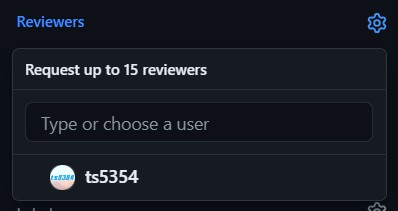 Reviewers
Request up to 15 reviewers
Type or choose a user
ts5354